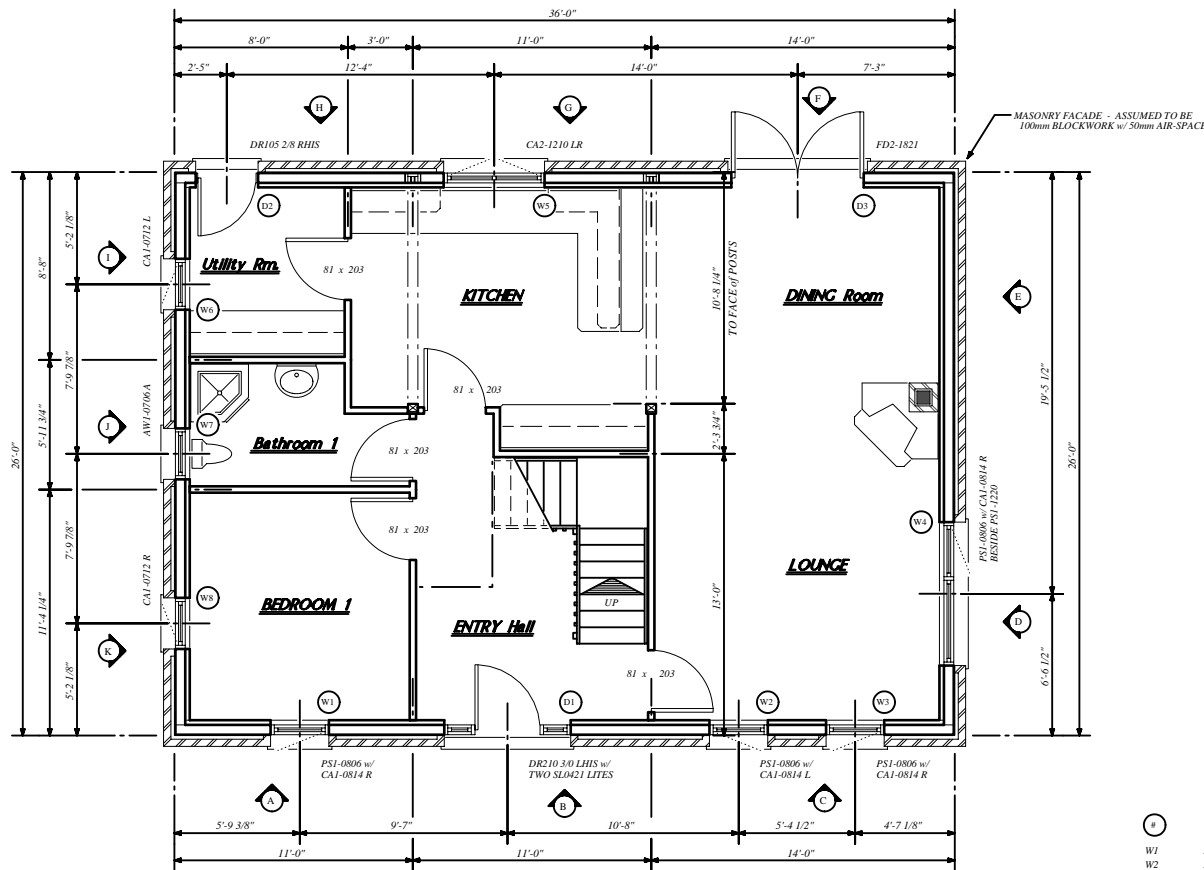 36'-0"
8'-0"
3'-0"
11'-0"
14'-0"
2'-5"
12'-4"
14'-0"
7'-3"
H
G
F
MASONRY FACADE - ASSUMED TO BE
100mm BLOCKWORK w/ 50mm AIR-SPACE
DR105 2/8 RHIS
CA2-1210 LR
FD2-1821
D2
W5
D3
5'-2 1/8"
8'-8"
I
CA1-0712 L
Utility Rm.
81 x 203
KITCHEN
10'-8 1/4"
TO FACE of POSTS
DINING Room
E
W6
7'-9 7/8"
81 x 203
19'-5 1/2"
5'-11 3/4"
J
AW1-0706 A
W7
Bathroom 1
81 x 203
2'-3 3/4"
26'-0"
26'-0"
81 x 203
W4
PS1-0806 w/ CA1-0814 R
BESIDE PS1-1220
7'-9 7/8"
CA1-0712 R
LOUNGE
W8
BEDROOM 1
UP
13'-0"
11'-4 1/4"
ENTRY Hall
D
K
5'-2 1/8"
81 x 203
6'-6 1/2"
W1
D1
W2
W3
PS1-0806 w/
CA1-0814 R
DR210 3/0 LHIS w/
TWO SL0421 LITES
PS1-0806 w/
CA1-0814 L
PS1-0806 w/
CA1-0814 R
A
B
C
5'-9 3/8"
9'-7"
10'-8"
5'-4 1/2"
4'-7 1/8"
11'-0"
11'-0"
14'-0"
#
W1
W2